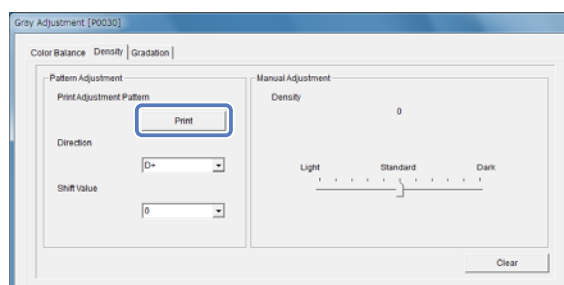 Gray Adjustment [P0030]
Color Balance Density Gradation
Pattern Adjustment
Print Adjustment Pattern
Print
Direction
D+
Shift Value
0
Manual Adjustment
Density
0
Light Standard Dark
Clear